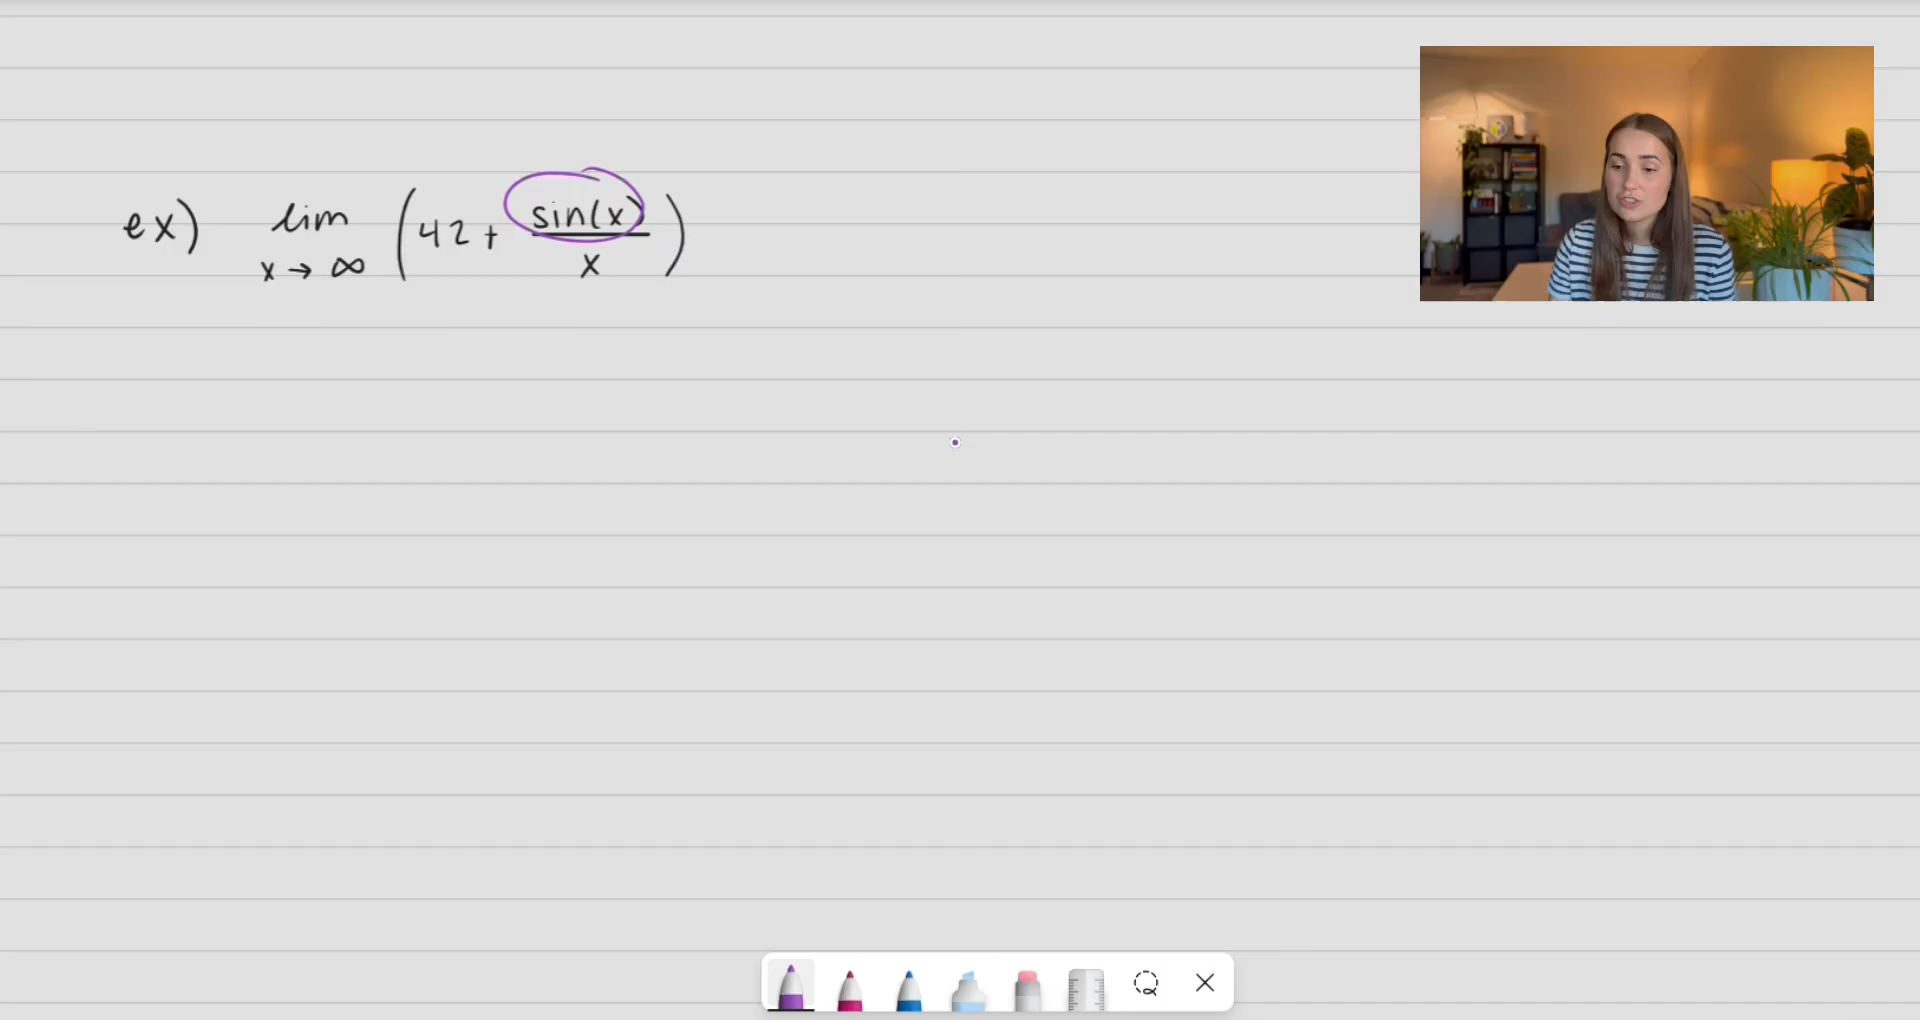 ex) lim x → ∞ (42 + sin(x) / x)